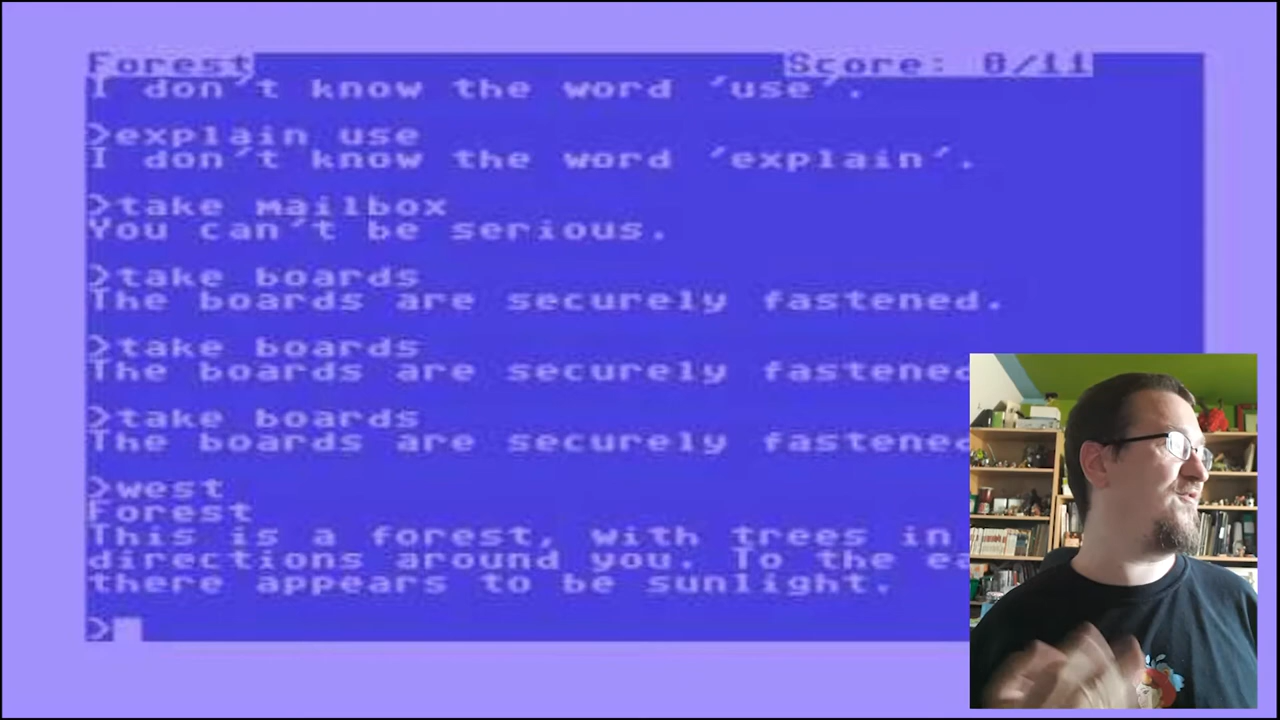 Forest Score: 0/11
I don't know the word 'use'.
>explain use
I don't know the word 'explain'.
>take mailbox
You can't be serious.
>take boards
The boards are securely fastened.
>take boards
The boards are securely fastened
>take boards
The boards are securely fastened
>west
Forest
This is a forest, with trees in
directions around you. To the ea
there appears to be sunlight.
>